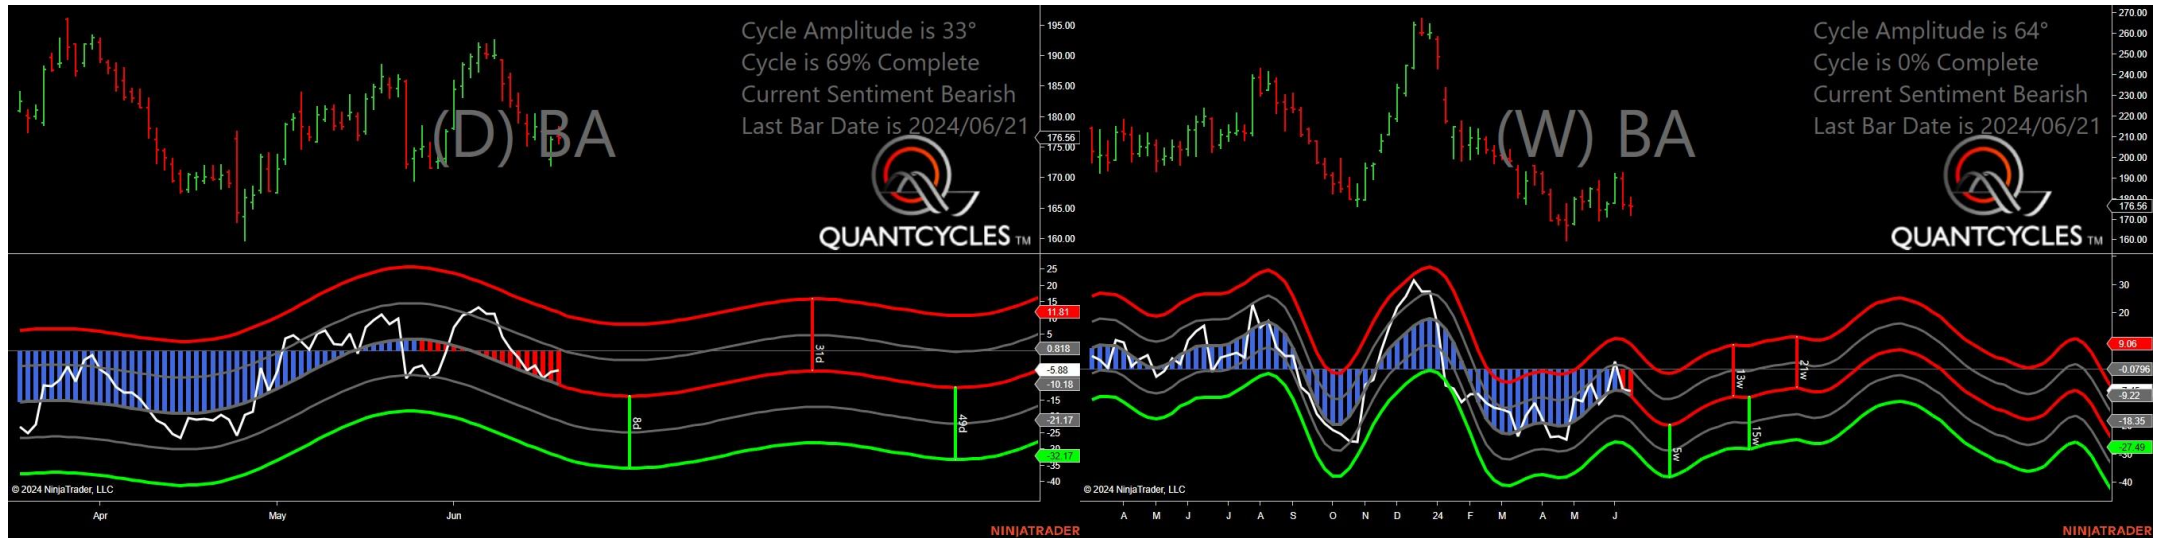 Cycle Amplitude is 33°
Cycle is 69% Complete
Current Sentiment Bearish
Last Bar Date is 2024/06/21
(D) BA
QUANTCYCLES TM
195.00
190.00
185.00
180.00
176.56
175.00
170.00
165.00
160.00
25
20
15
11.81
5
0.818
-5.88
-10.18
-15
-21.17
-25
-32.17
-35
-40
31d
8d
49d
© 2024 NinjaTrader, LLC
Apr May Jun
NINJATRADER
Cycle Amplitude is 64°
Cycle is 0% Complete
Current Sentiment Bearish
Last Bar Date is 2024/06/21
(W) BA
QUANTCYCLES TM
270.00
260.00
250.00
240.00
230.00
220.00
210.00
200.00
190.00
176.56
170.00
160.00
30
20
9.06
-0.0796
-9.22
-18.35
-27.49
-40
13w
21w
15w
5w
© 2024 NinjaTrader, LLC
A M J J A S O N D 24 F M A M J
NINJATRADER